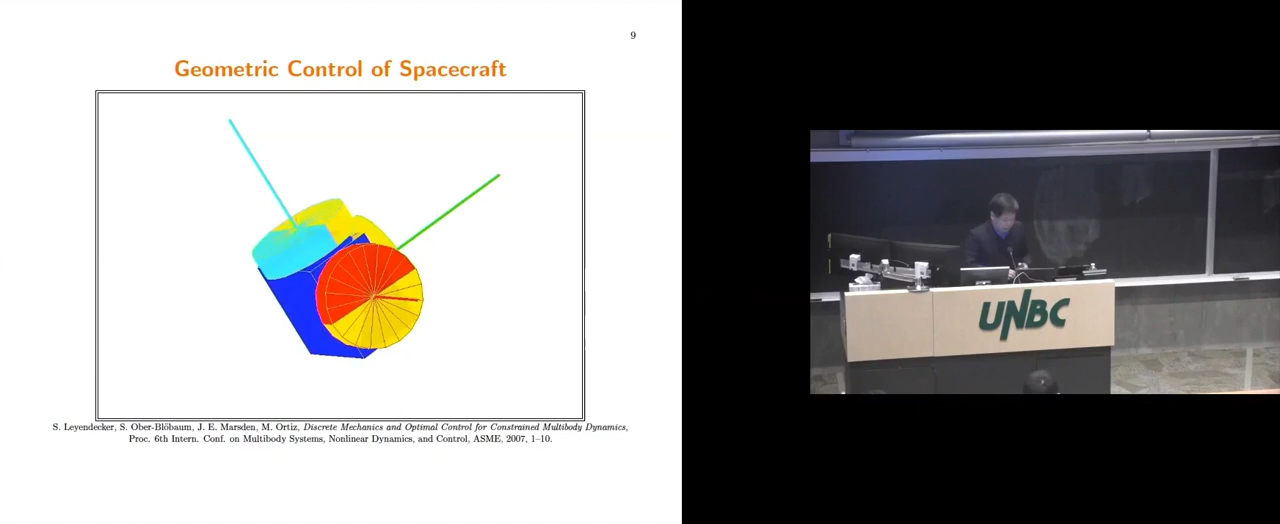 9
Geometric Control of Spacecraft
S. Leyendecker, S. Ober-Blöbaum, J. E. Marsden, M. Ortiz, Discrete Mechanics and Optimal Control for Constrained Multibody Dynamics,
Proc. 6th Intern. Conf. on Multibody Systems, Nonlinear Dynamics, and Control, ASME, 2007, 1–10.
UNBC